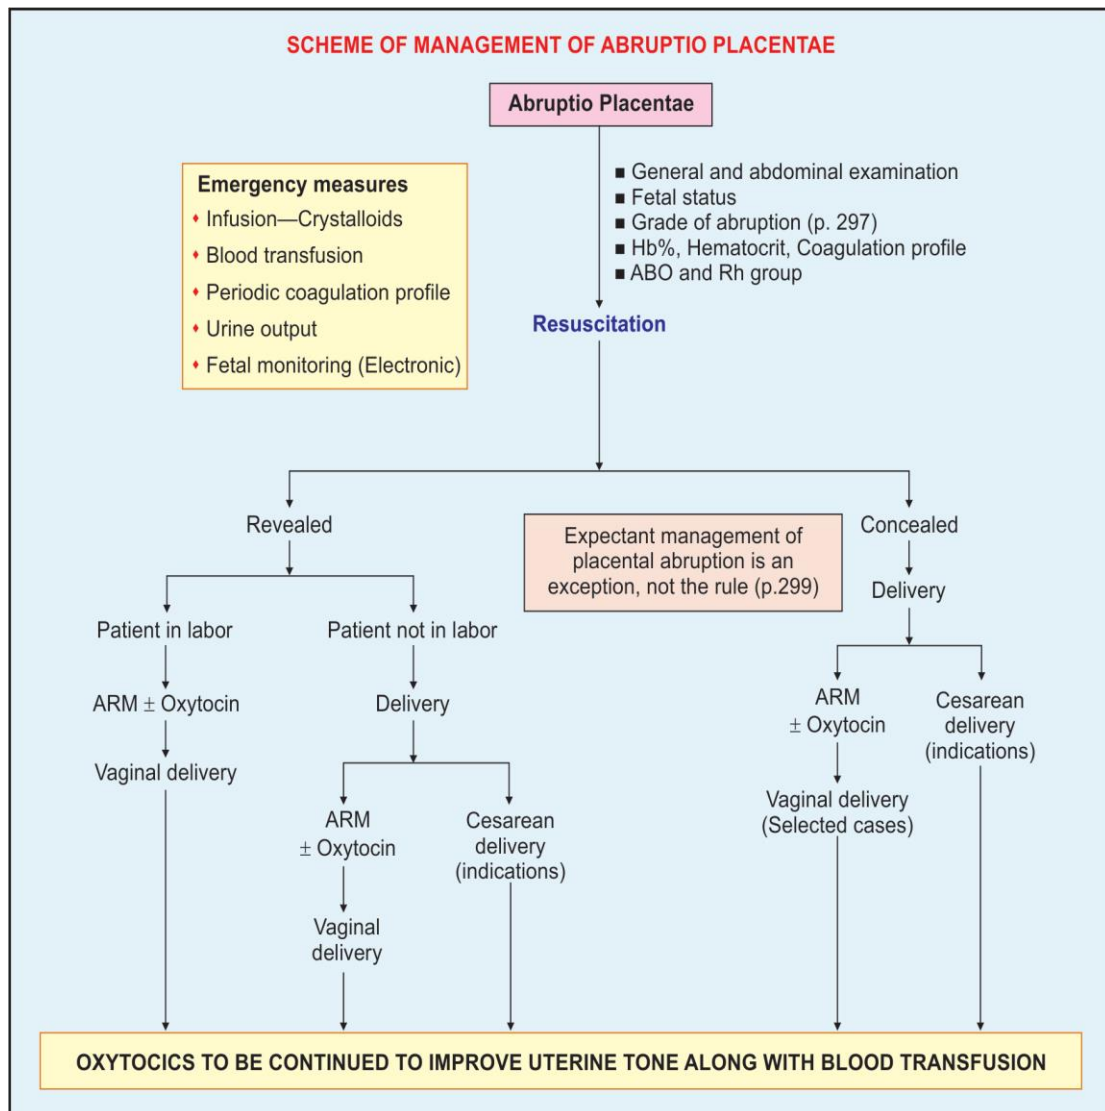 SCHEME OF MANAGEMENT OF ABRUPTIO PLACENTAE
Abruptio Placentae
Emergency measures
♦ Infusion—Crystalloids
♦ Blood transfusion
♦ Periodic coagulation profile
♦ Urine output
♦ Fetal monitoring (Electronic)
■ General and abdominal examination
■ Fetal status
■ Grade of abruption (p. 297)
■ Hb%, Hematocrit, Coagulation profile
■ ABO and Rh group
Resuscitation
Revealed
Expectant management of
placental abruption is an
exception, not the rule (p.299)
Concealed
Delivery
Patient in labor
Patient not in labor
ARM ± Oxytocin
Delivery
Vaginal delivery
ARM
± Oxytocin
Cesarean
delivery
(indications)
Vaginal
delivery
ARM
± Oxytocin
Cesarean
delivery
(indications)
Vaginal delivery
(Selected cases)
OXYTOCICS TO BE CONTINUED TO IMPROVE UTERINE TONE ALONG WITH BLOOD TRANSFUSION